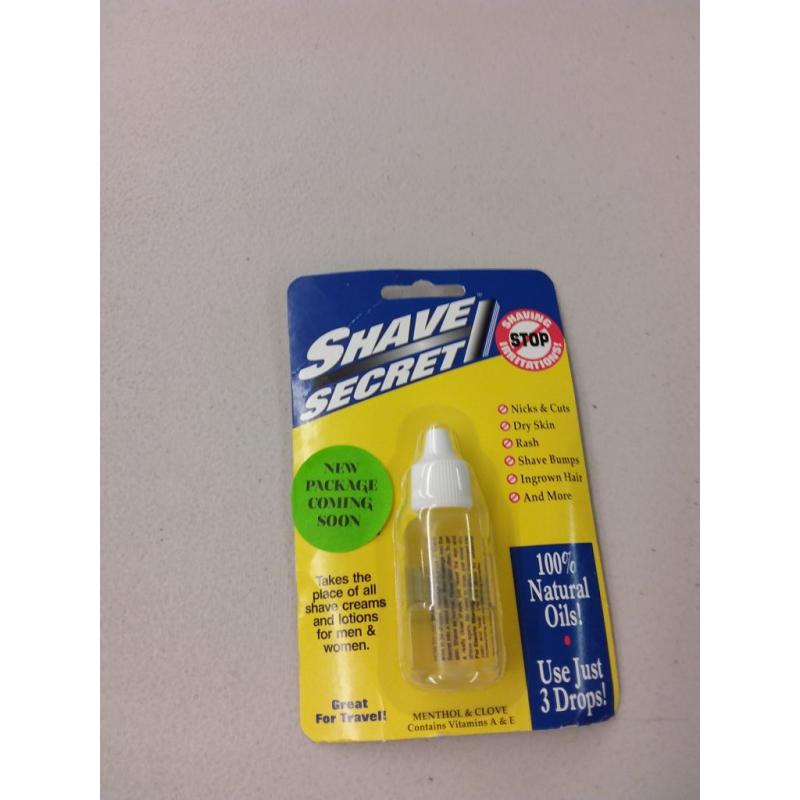 SHAVE
SECRET
SHAVING
STOP
IRRITATIONS!
Nicks & Cuts
Dry Skin
Rash
Shave Bumps
Ingrown Hair
And More
NEW
PACKAGE
COMING
SOON
Takes the
place of all
shave creams
and lotions
for men &
women.
100%
Natural
Oils!
Use Just
3 Drops!
Great
For Travel!
MENTHOL & CLOVE
Contains Vitamins A & E